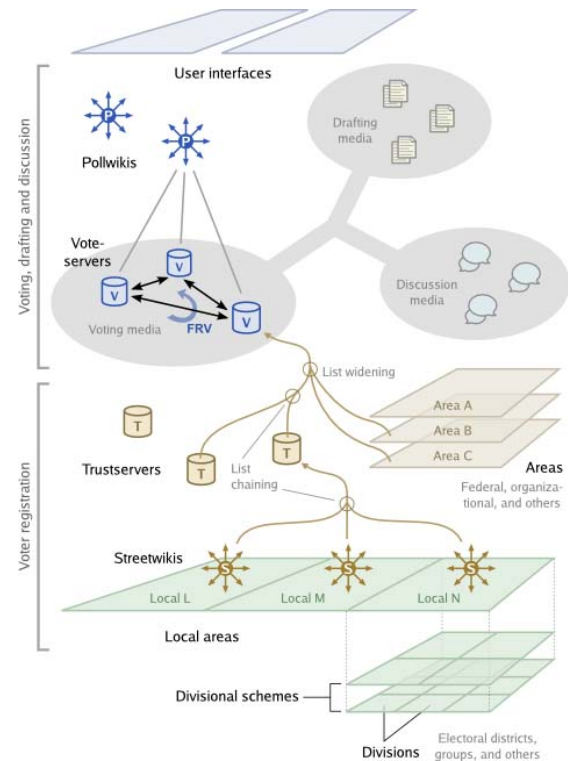 User interfaces
Voting, drafting and discussion
P
P
Pollwikis
Drafting
media
Vote-
servers
V
V
V
Voting media
FRV
Discussion
media
List widening
Area A
Area B
Area C
Areas
Federal, organiza-
tional, and others
T
T
T
Trustservers
List
chaining
Voter registration
Streetwikis
S
S
S
Local L
Local M
Local N
Local areas
Divisional schemes
Divisions
Electoral districts,
groups, and others